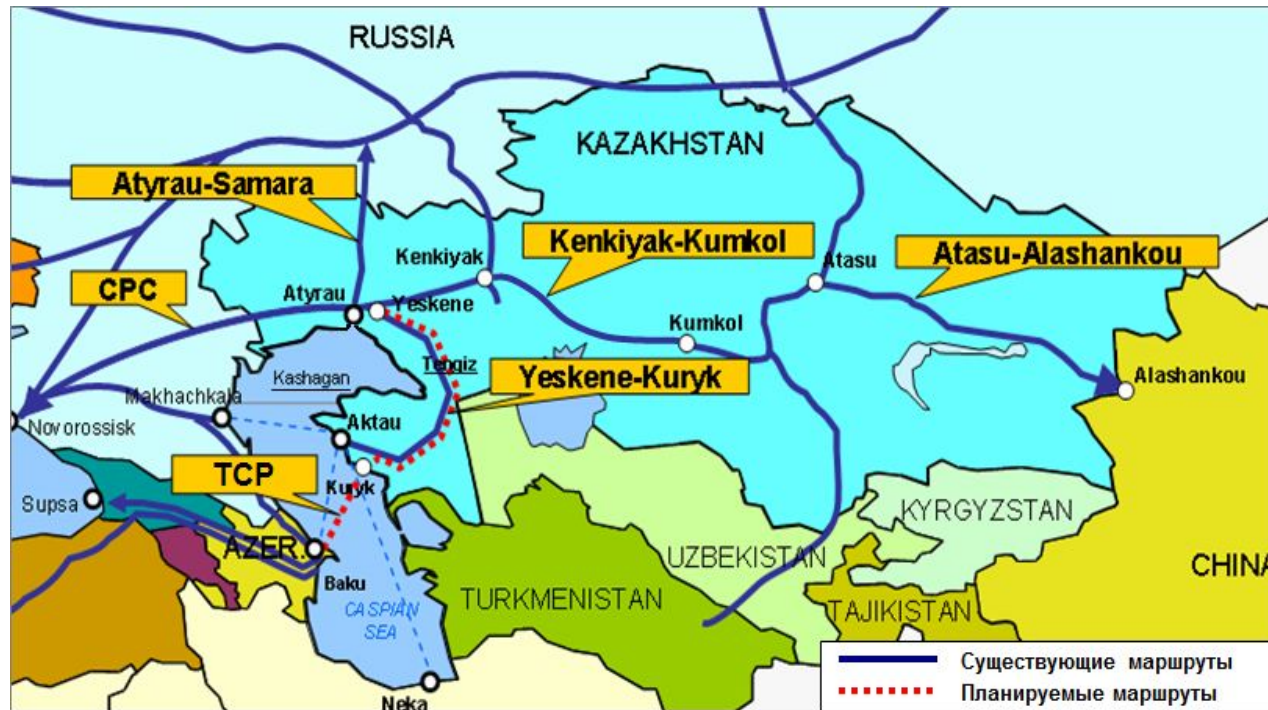 RUSSIA
KAZAKHSTAN
Atyrau-Samara
Kenkiyak-Kumkol
Atasu-Alashankou
Kenkiyak
Atasu
CPC
Atyrau
Yeskene
Kumkol
Tengiz
Yeskene-Kuryk
Alashankou
Kashagan
Makhachkala
Aktau
Novorossisk
TCP
Kuryk
Supsa
KYRGYZSTAN
AZER.
UZBEKISTAN
CHINA
Baku
TURKMENISTAN
CASPIAN
SEA
TAJIKISTAN
Neka
Существующие маршруты
Планируемые маршруты